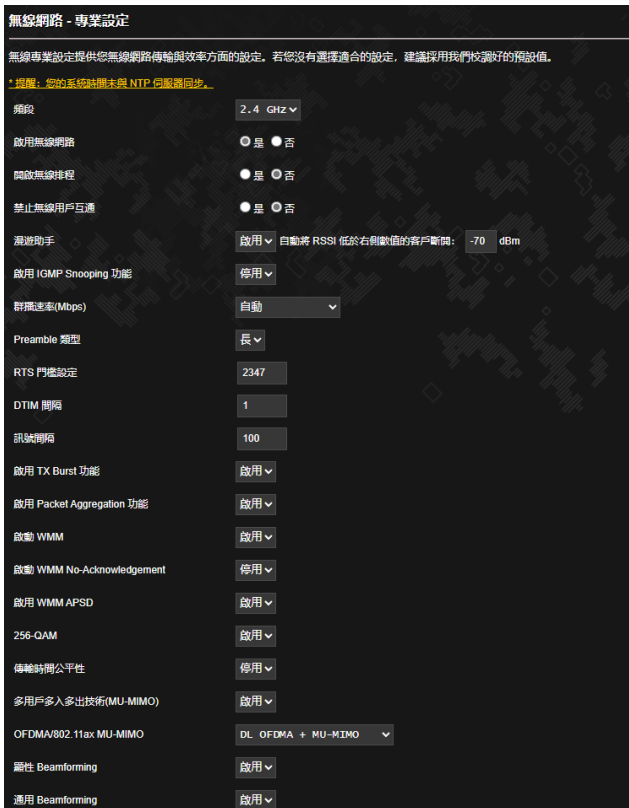 無線網路 - 專業設定
無線專業設定提供您無線網路傳輸與效率方面的設定。若您沒有選擇適合的設定，建議採用我們校調好的預設值。
* 提醒：您的系統時間未與 NTP 伺服器同步。
頻段 2.4 GHz
啟用無線網路 是 否
開啟無線排程 是 否
禁止無線用戶互通 是 否
漫遊助手 啟用 自動將 RSSI 低於右側數值的客戶斷開： -70 dBm
啟用 IGMP Snooping 功能 停用
群播速率(Mbps) 自動
Preamble 類型 長
RTS 門檻設定 2347
DTIM 間隔 1
訊號間隔 100
啟用 TX Burst 功能 啟用
啟用 Packet Aggregation 功能 啟用
啟動 WMM 啟用
啟動 WMM No-Acknowledgement 停用
啟用 WMM APSD 啟用
256-QAM 啟用
傳輸時間公平性 停用
多用戶多入多出技術(MU-MIMO) 啟用
OFDMA/802.11ax MU-MIMO DL OFDMA + MU-MIMO
顯性 Beamforming 啟用
通用 Beamforming 啟用